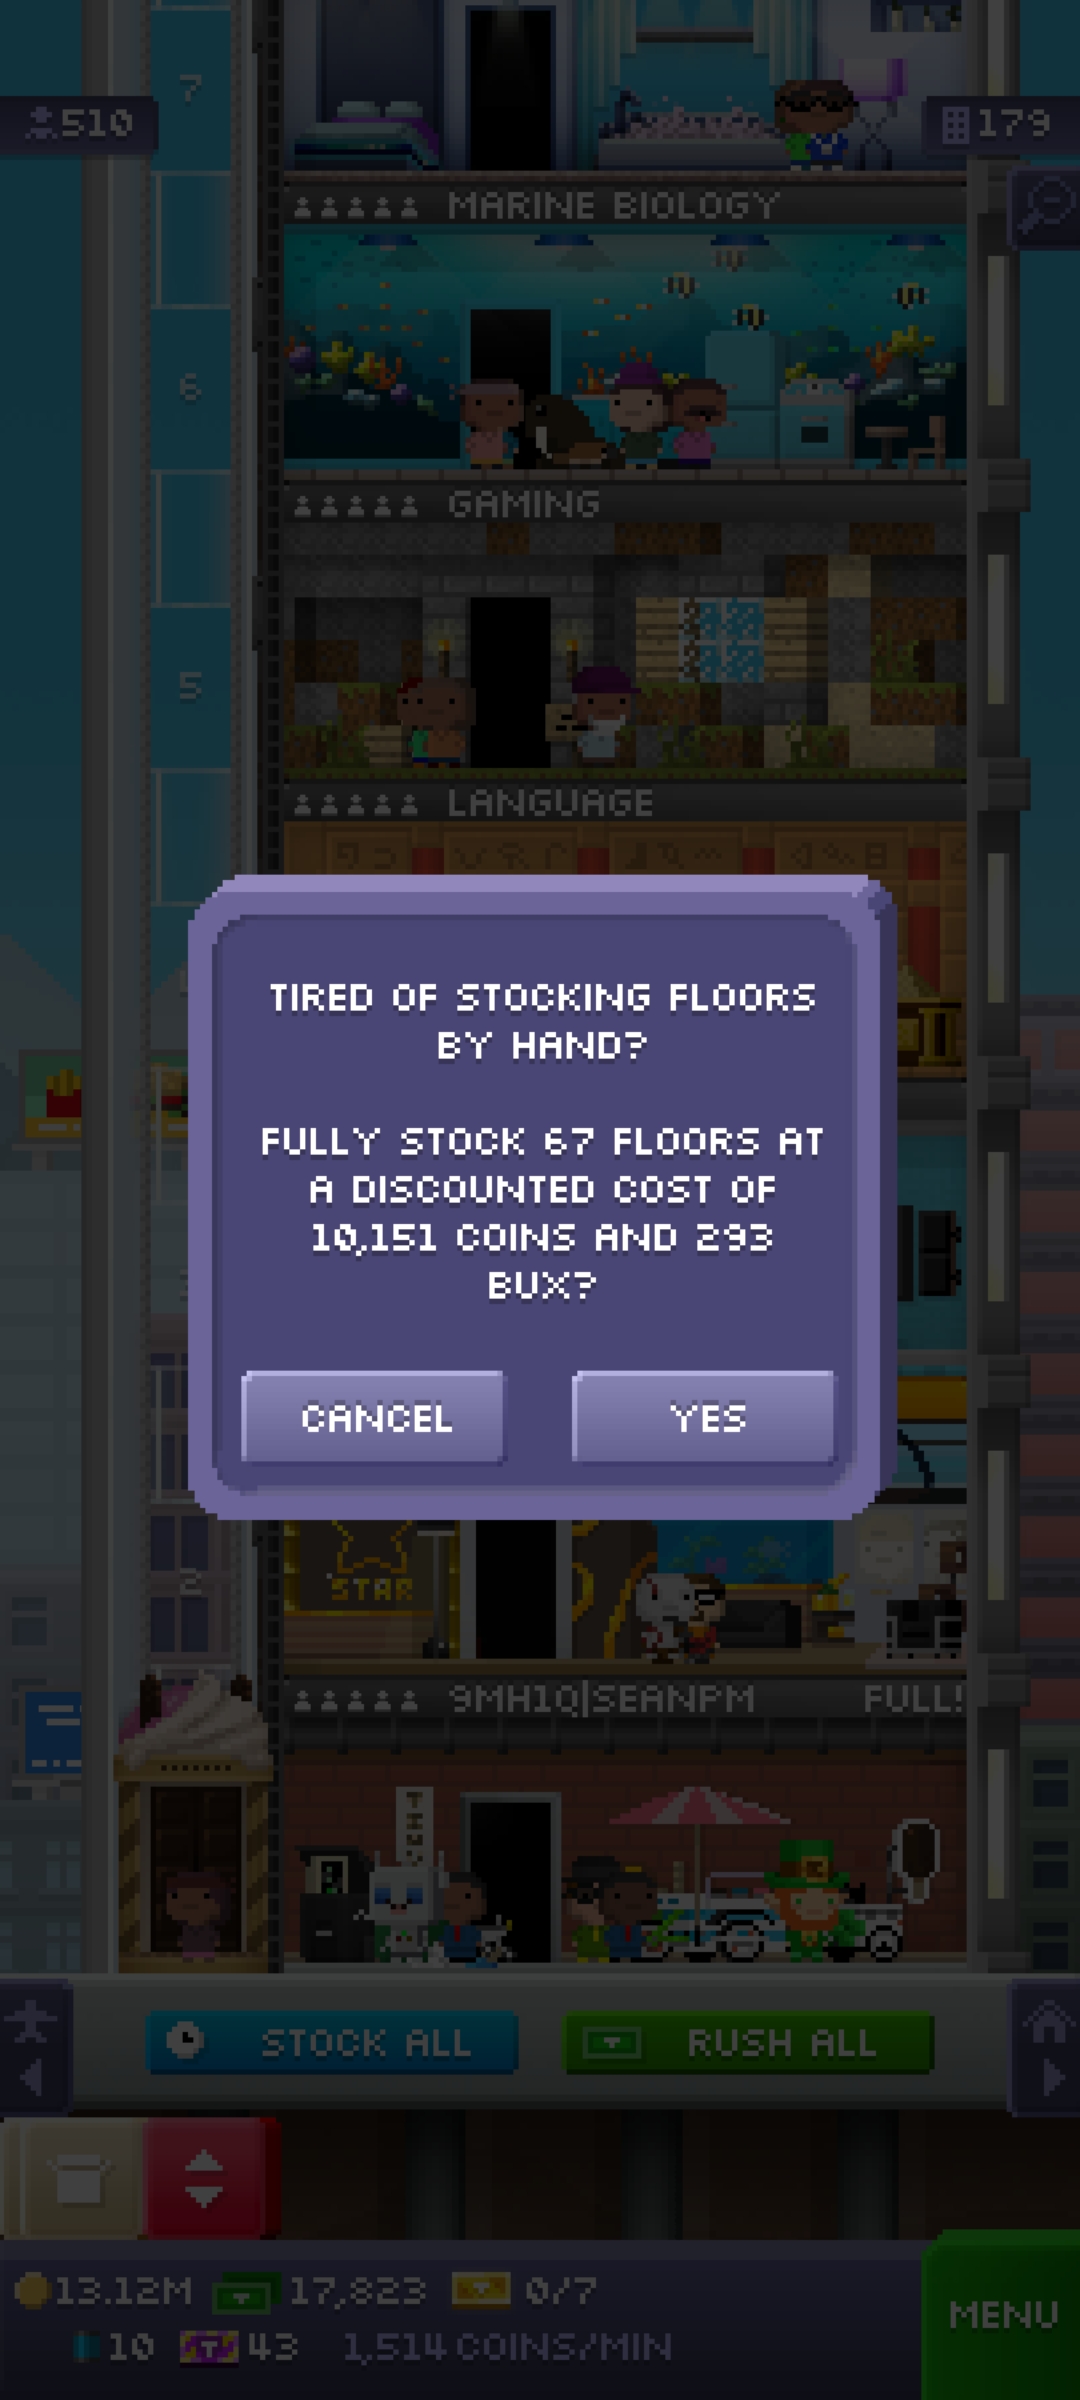 7
510
179
MARINE BIOLOGY
6
GAMING
5
LANGUAGE
TIRED OF STOCKING FLOORS
BY HAND?
FULLY STOCK 67 FLOORS AT
A DISCOUNTED COST OF
10,151 COINS AND 293
BUX?
CANCEL
YES
STAR
2
9MH1Q|SEANPM
FULL!
STOCK ALL
RUSH ALL
13.12M
17,823
0/7
MENU
10
43
1,514 COINS/MIN